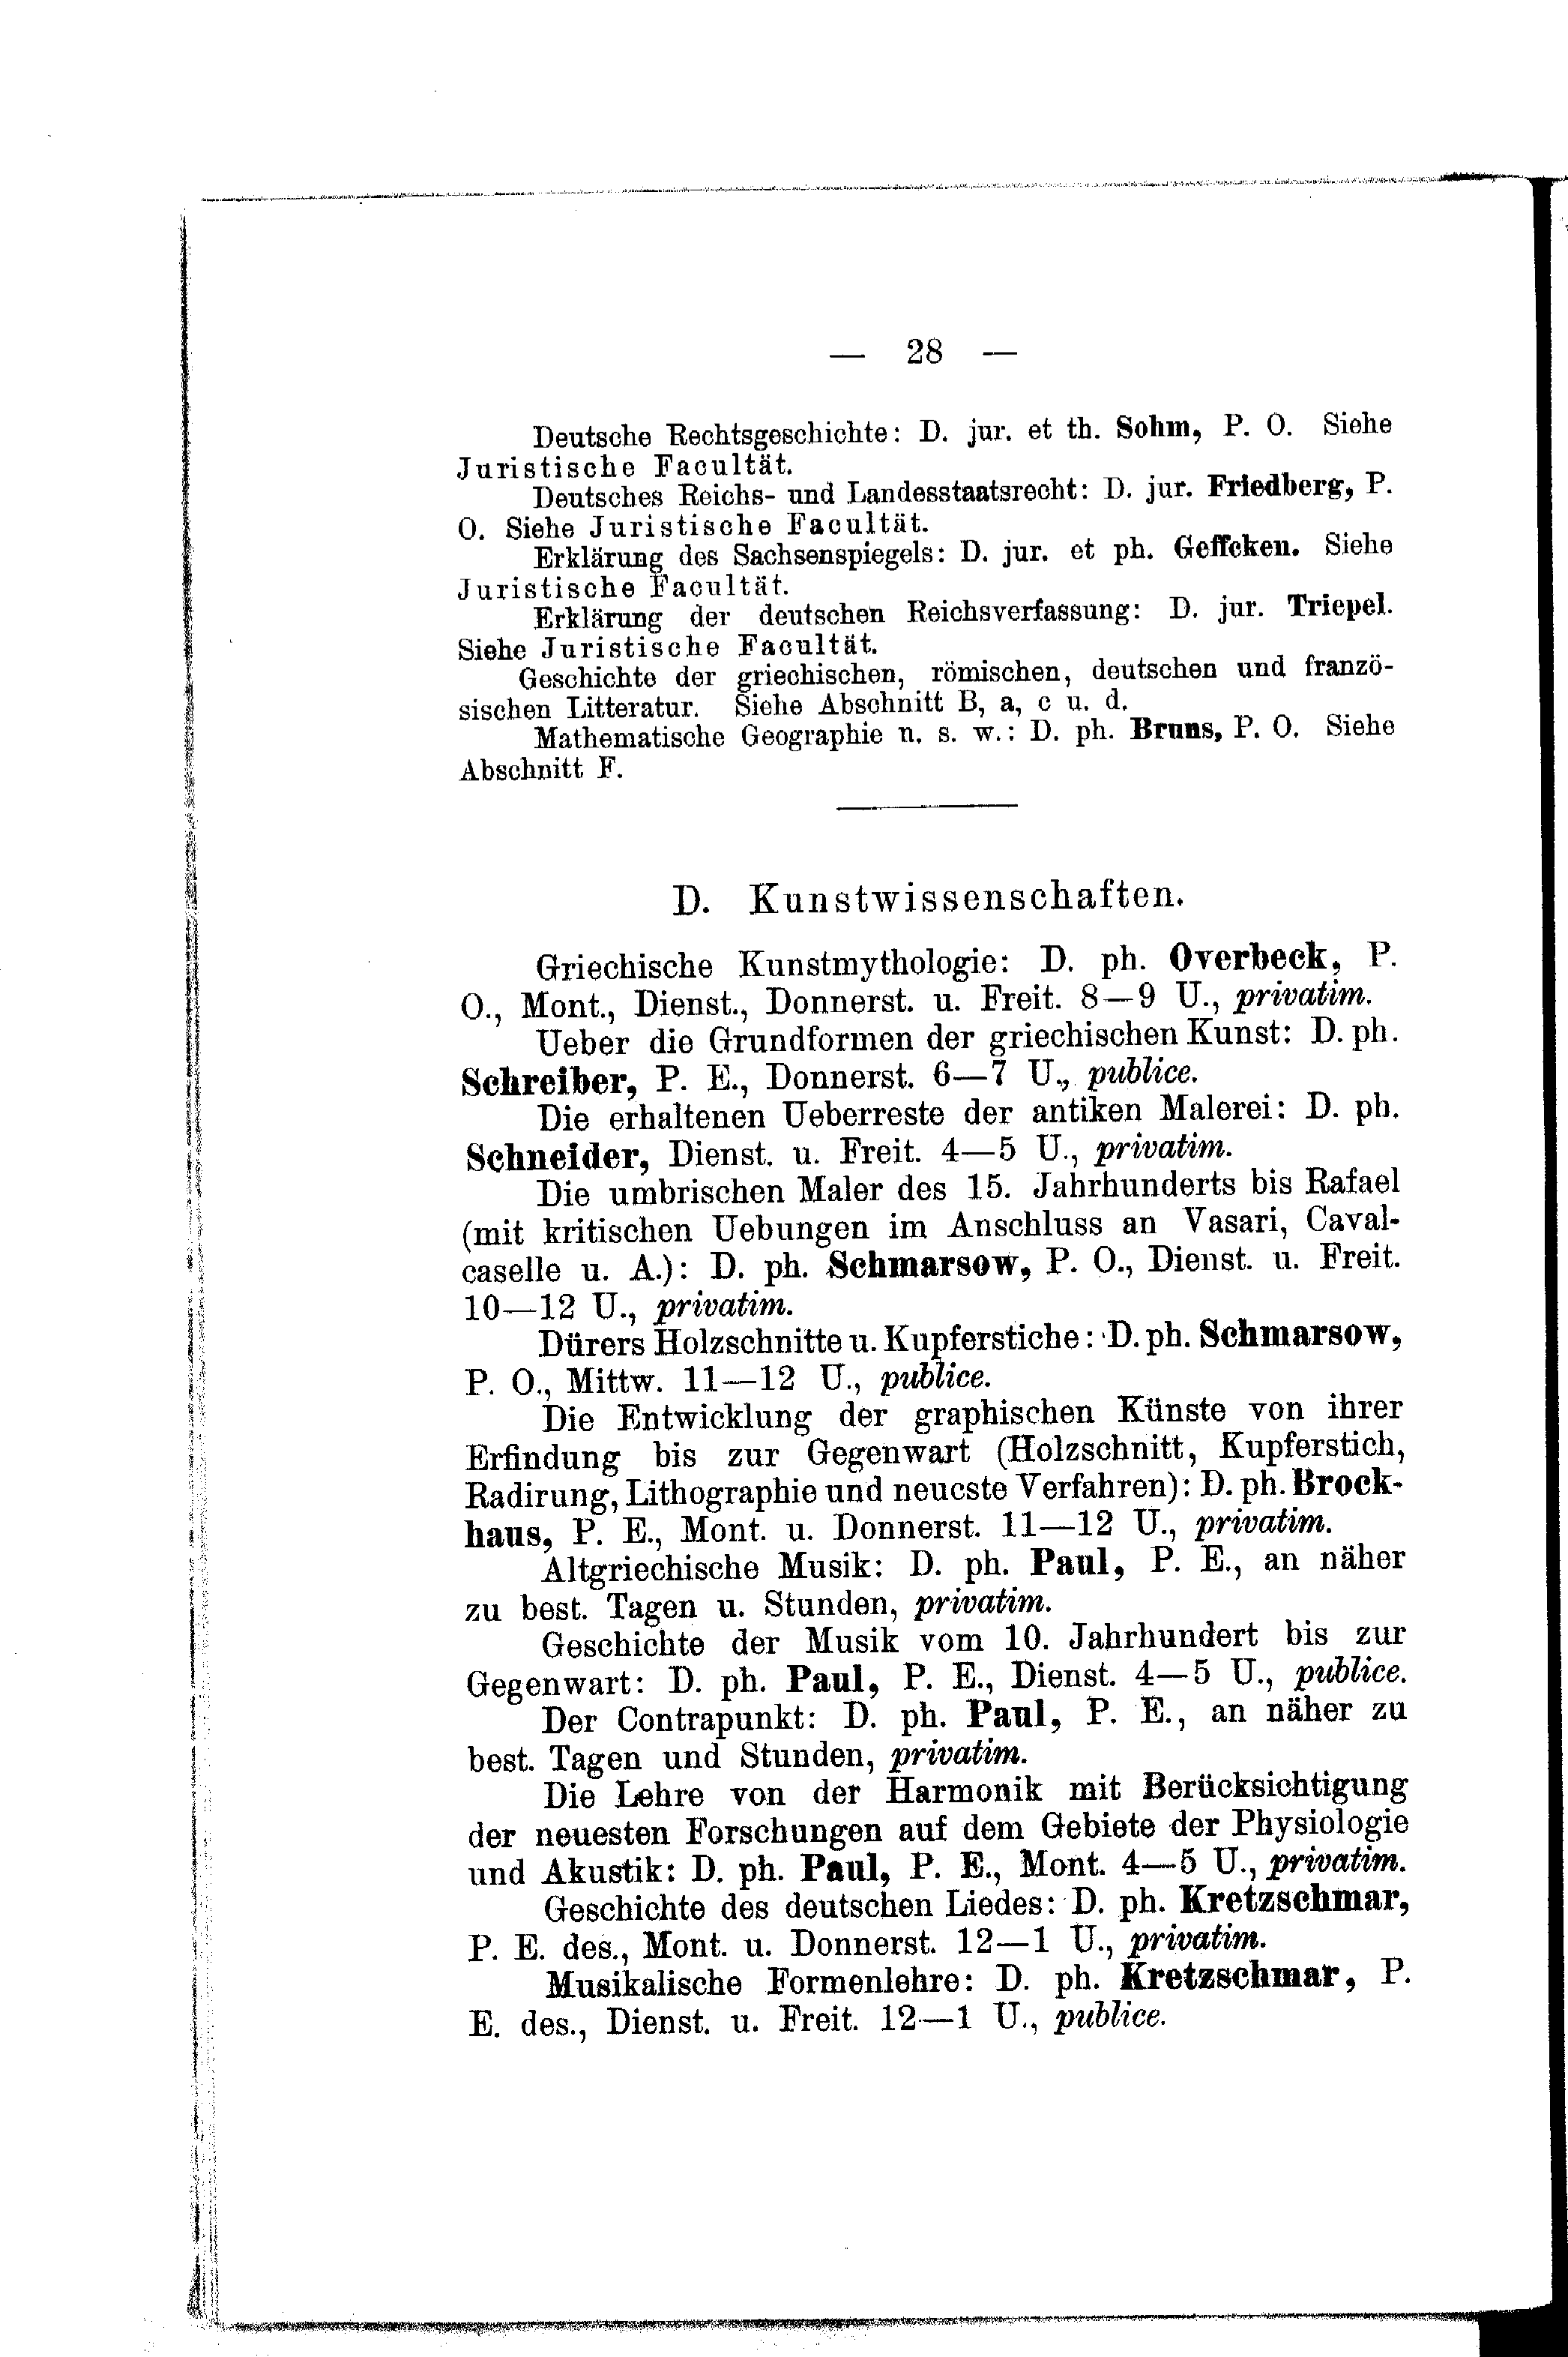 — 28 —
Deutsche Rechtsgeschichte: D. jur. et th. Sohm, P. O. Siehe
Juristische Facultät.
Deutsches Reichs- und Landesstaatsrecht: D. jur. Friedberg, P.
O. Siehe Juristische Facultät.
Erklärung des Sachsenspiegels: D. jur. et ph. Geffcken. Siehe
Juristische Facultät.
Erklärung der deutschen Reichsverfassung: D. jur. Triepel.
Siehe Juristische Facultät.
Geschichte der griechischen, römischen, deutschen und franzö-
sischen Litteratur. Siehe Abschnitt B, a, c u. d.
Mathematische Geographie u. s. w.: D. ph. Bruns, P. O. Siehe
Abschnitt F.
D. Kunstwissenschaften.
Griechische Kunstmythologie: D. ph. Overbeck, P.
O., Mont., Dienst., Donnerst. u. Freit. 8—9 U., privatim.
Ueber die Grundformen der griechischen Kunst: D. ph.
Schreiber, P. E., Donnerst. 6—7 U., publice.
Die erhaltenen Ueberreste der antiken Malerei: D. ph.
Schneider, Dienst. u. Freit. 4—5 U., privatim.
Die umbrischen Maler des 15. Jahrhunderts bis Rafael
(mit kritischen Uebungen im Anschluss an Vasari, Caval-
caselle u. A.): D. ph. Schmarsow, P. O., Dienst. u. Freit.
10—12 U., privatim.
Dürers Holzschnitte u. Kupferstiche: D. ph. Schmarsow,
P. O., Mittw. 11—12 U., publice.
Die Entwicklung der graphischen Künste von ihrer
Erfindung bis zur Gegenwart (Holzschnitt, Kupferstich,
Radirung, Lithographie und neueste Verfahren): D. ph. Brock-
haus, P. E., Mont. u. Donnerst. 11—12 U., privatim.
Altgriechische Musik: D. ph. Paul, P. E., an näher
zu best. Tagen u. Stunden, privatim.
Geschichte der Musik vom 10. Jahrhundert bis zur
Gegenwart: D. ph. Paul, P. E., Dienst. 4—5 U., publice.
Der Contrapunkt: D. ph. Paul, P. E., an näher zu
best. Tagen und Stunden, privatim.
Die Lehre von der Harmonik mit Berücksichtigung
der neuesten Forschungen auf dem Gebiete der Physiologie
und Akustik: D. ph. Paul, P. E., Mont. 4—5 U., privatim.
Geschichte des deutschen Liedes: D. ph. Kretzschmar,
P. E. des., Mont. u. Donnerst. 12—1 U., privatim.
Musikalische Formenlehre: D. ph. Kretzschmar, P.
E. des., Dienst. u. Freit. 12—1 U., publice.